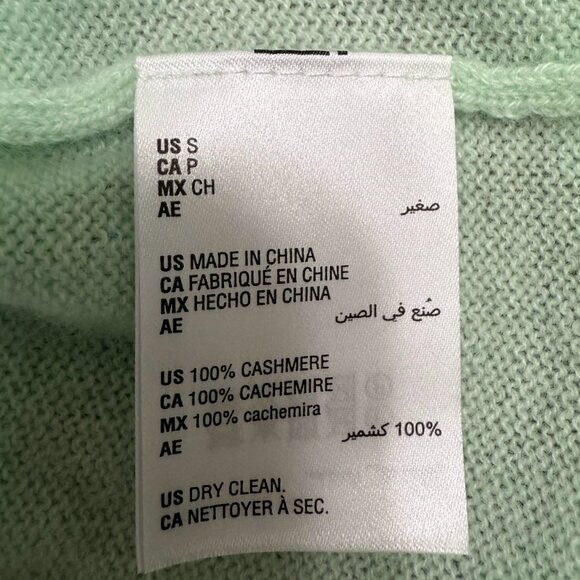 US S
CA P
MX CH
AE صغير
US MADE IN CHINA
CA FABRIQUÉ EN CHINE
MX HECHO EN CHINA
AE صُنع في الصين
US 100% CASHMERE
CA 100% CACHEMIRE
MX 100% cachemira
AE 100% كشمير
US DRY CLEAN.
CA NETTOYER À SEC.